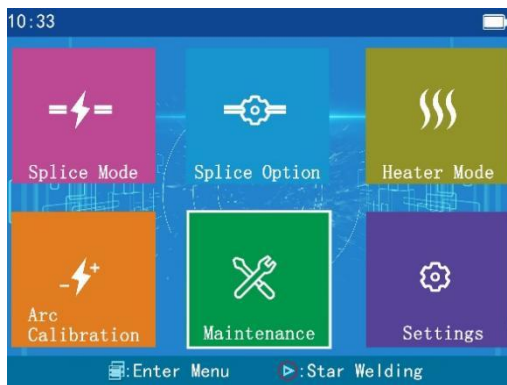 10:33
Splice Mode
Splice Option
Heater Mode
Arc
Calibration
Maintenance
Settings
:Enter Menu
:Star Welding